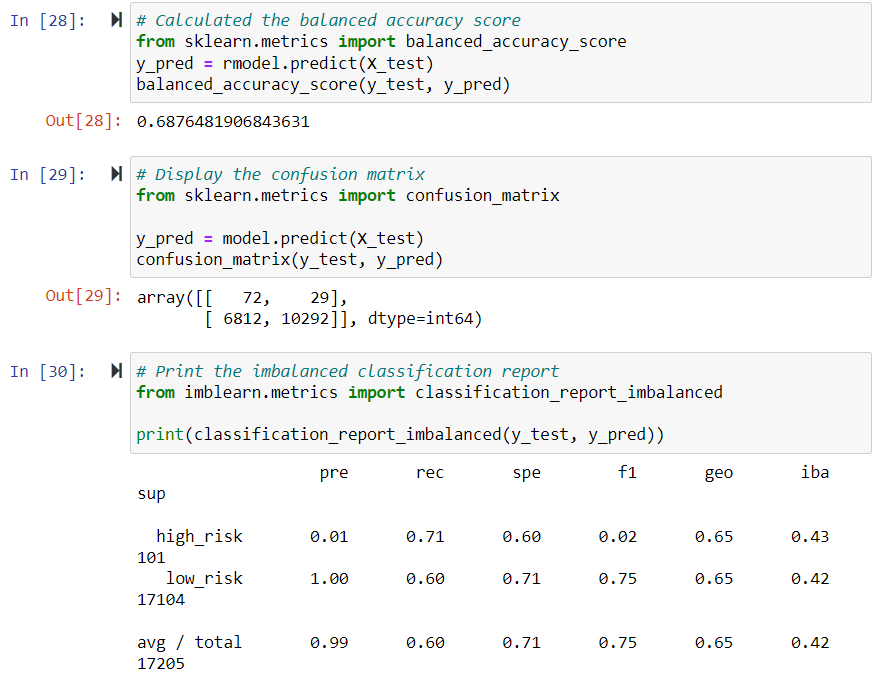 In [28]: # Calculated the balanced accuracy score
from sklearn.metrics import balanced_accuracy_score
y_pred = rmodel.predict(X_test)
balanced_accuracy_score(y_test, y_pred)
Out[28]: 0.6876481906843631
In [29]: # Display the confusion matrix
from sklearn.metrics import confusion_matrix
y_pred = model.predict(X_test)
confusion_matrix(y_test, y_pred)
Out[29]: array([[   72,    29],
       [ 6812, 10292]], dtype=int64)
In [30]: # Print the imbalanced classification report
from imblearn.metrics import classification_report_imbalanced
print(classification_report_imbalanced(y_test, y_pred))
pre rec spe f1 geo iba
sup
high_risk 0.01 0.71 0.60 0.02 0.65 0.43
101
low_risk 1.00 0.60 0.71 0.75 0.65 0.42
17104
avg / total 0.99 0.60 0.71 0.75 0.65 0.42
17205